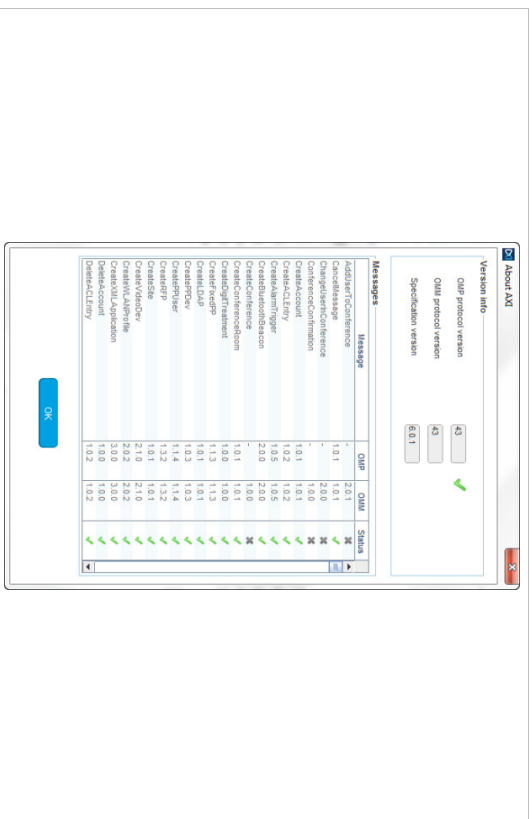 About AXI
Version info
OMP protocol version 43
OMM protocol version 43
Specification version 6.0.1
Messages
Message OMP OMM Status
AddUserToConference - 2.0.1
CancelMessage 1.0.1 1.0.1
ChangeUserInConference - 2.0.0
ConferenceConfirmation - 1.0.0
CreateAccount 1.0.1 1.0.1
CreateACLEntry 1.0.2 1.0.2
CreateAlarmTrigger 1.0.5 1.0.5
CreateBluetoothBeacon 2.0.0 2.0.0
CreateConference - 1.0.0
CreateConferenceRoom 1.0.1 1.0.1
CreateDigitTreatment 1.0.0 1.0.0
CreateFixedPP 1.1.3 1.1.3
CreateLDAP 1.0.1 1.0.1
CreatePPDev 1.0.3 1.0.3
CreatePPUser 1.1.4 1.1.4
CreateRFP 1.3.2 1.3.2
CreateSite 1.0.1 1.0.1
CreateVideoDev 2.1.0 2.1.0
CreateWLANProfile 2.0.2 2.0.2
CreateXMLApplication 3.0.0 3.0.0
DeleteAccount 1.0.0 1.0.0
DeleteACLEntry 1.0.2 1.0.2
OK